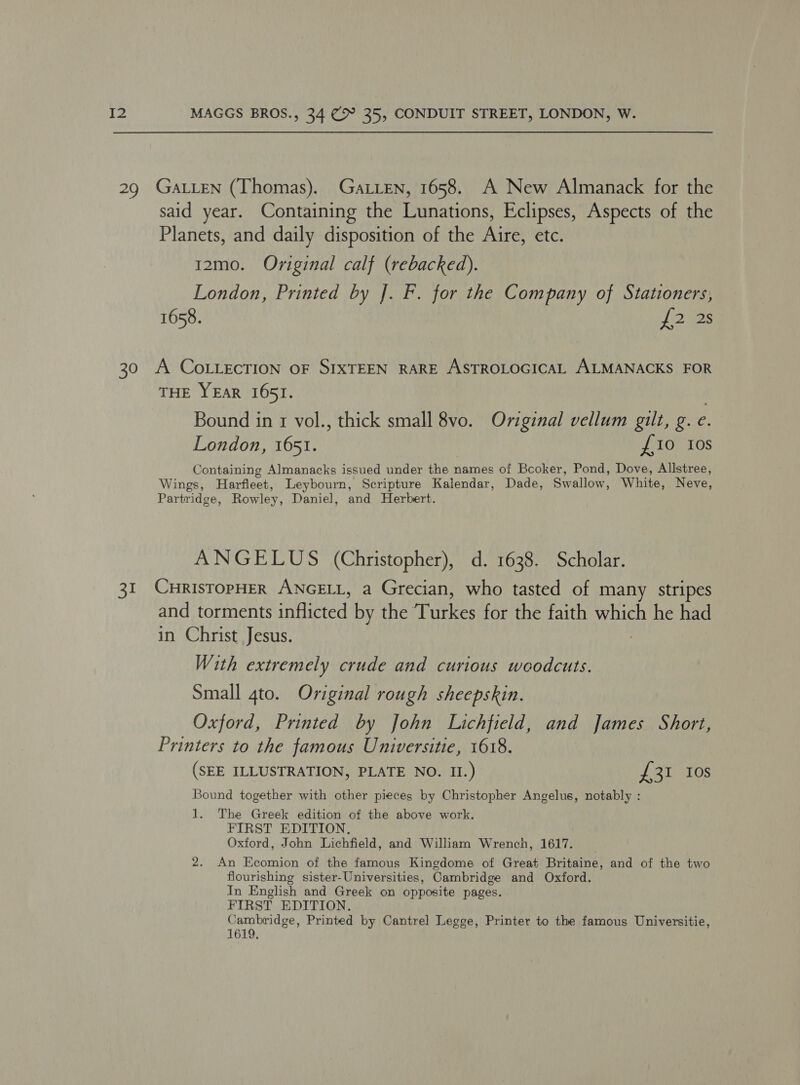 12 MAGGS BROS., 34 & 35, CONDUIT STREET, LONDON, W.
29 GALLEN (Thomas). GALLEN, 1658. A New Almanack for the
said year. Containing the Lunations, Eclipses, Aspects of the
Planets, and daily disposition of the Aire, etc.
12mo. Original calf (rebacked).
London, Printed by J. F. for the Company of Stationers,
1658. £2 2s
30 A COLLECTION OF SIXTEEN RARE ASTROLOGICAL ALMANACKS FOR
THE YEAR 1651.
Bound in 1 vol., thick small 8vo. Original vellum gilt, g. e.
London, 1651. £10 10s
Containing Almanacks issued under the names of Bcoker, Pond, Dove, Allstree,
Wings, Harfleet, Leybourn, Scripture Kalendar, Dade, Swallow, White, Neve,
Partridge, Rowley, Daniel, and Herbert.
ANGELUS (Christopher), d. 1638. Scholar.
31 CHRISTOPHER ANGELL, a Grecian, who tasted of many stripes
and torments inflicted by the Turkes for the faith which he had
in Christ Jesus.
With extremely crude and curious woodcuts.
Small 4to. Original rough sheepskin.
Oxford, Printed by John Lichfield, and James Short,
Printers to the famous Universitie, 1618.
(SEE ILLUSTRATION, PLATE NO. II.) £31 10s
Bound together with other pieces by Christopher Angelus, notably :
1. The Greek edition of the above work.
FIRST EDITION.
Oxford, John Lichfield, and William Wrench, 1617.
2. An Ecomion of the famous Kingdome of Great Britaine, and of the two
flourishing sister-Universities, Cambridge and Oxford.
In English and Greek on opposite pages.
FIRST EDITION.
Cambridge, Printed by Cantrel Legge, Printer to the famous Universitie,
1619.